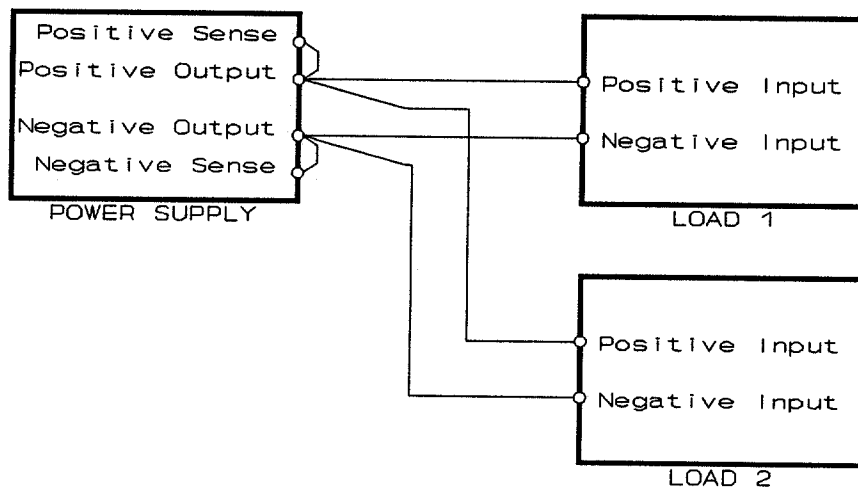 Positive Sense
Positive Output
Negative Output
Negative Sense
POWER SUPPLY
Positive Input
Negative Input
LOAD 1
Positive Input
Negative Input
LOAD 2